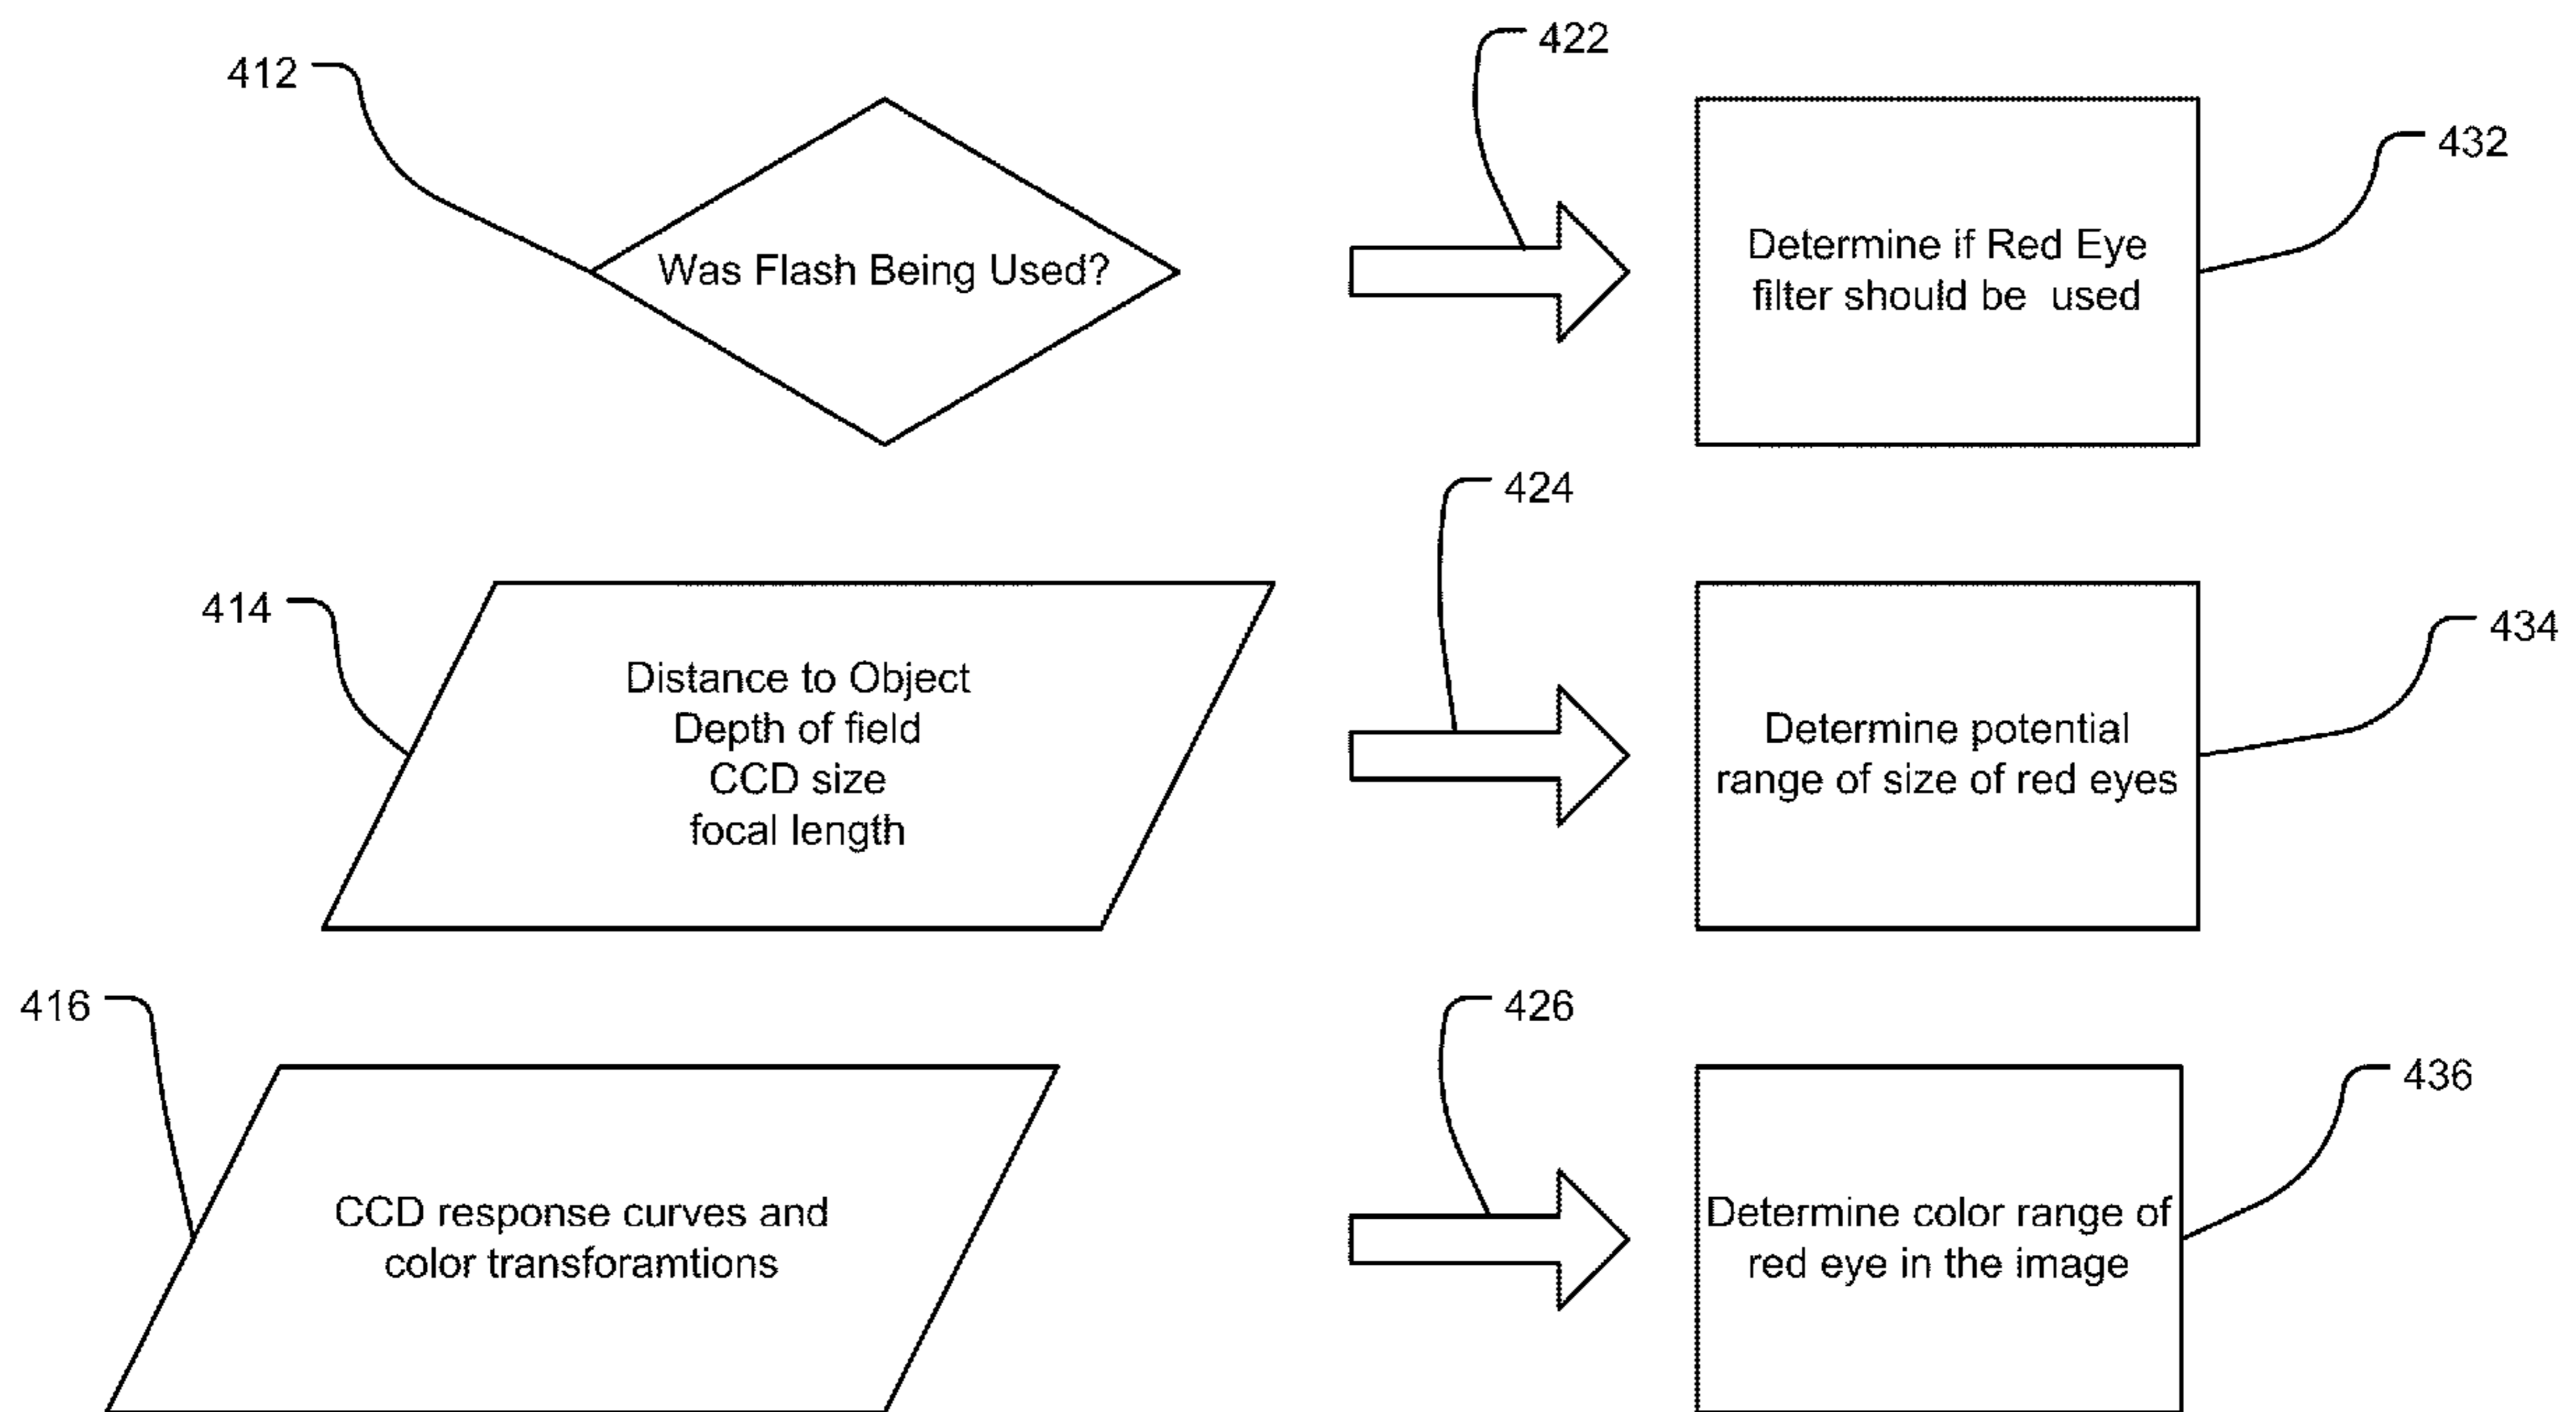 422
412
432
Was Flash Being Used?
Determine if Red Eye
filter should be used
424
414
434
Distance to Object
Depth of field
CCD size
focal length
Determine potential
range of size of red eyes
416
426
436
CCD response curves and
color transforamtions
Determine color range of
red eye in the image